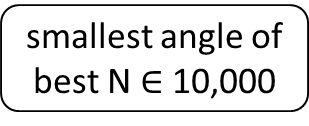 smallest angle of
best N ∈ 10,000